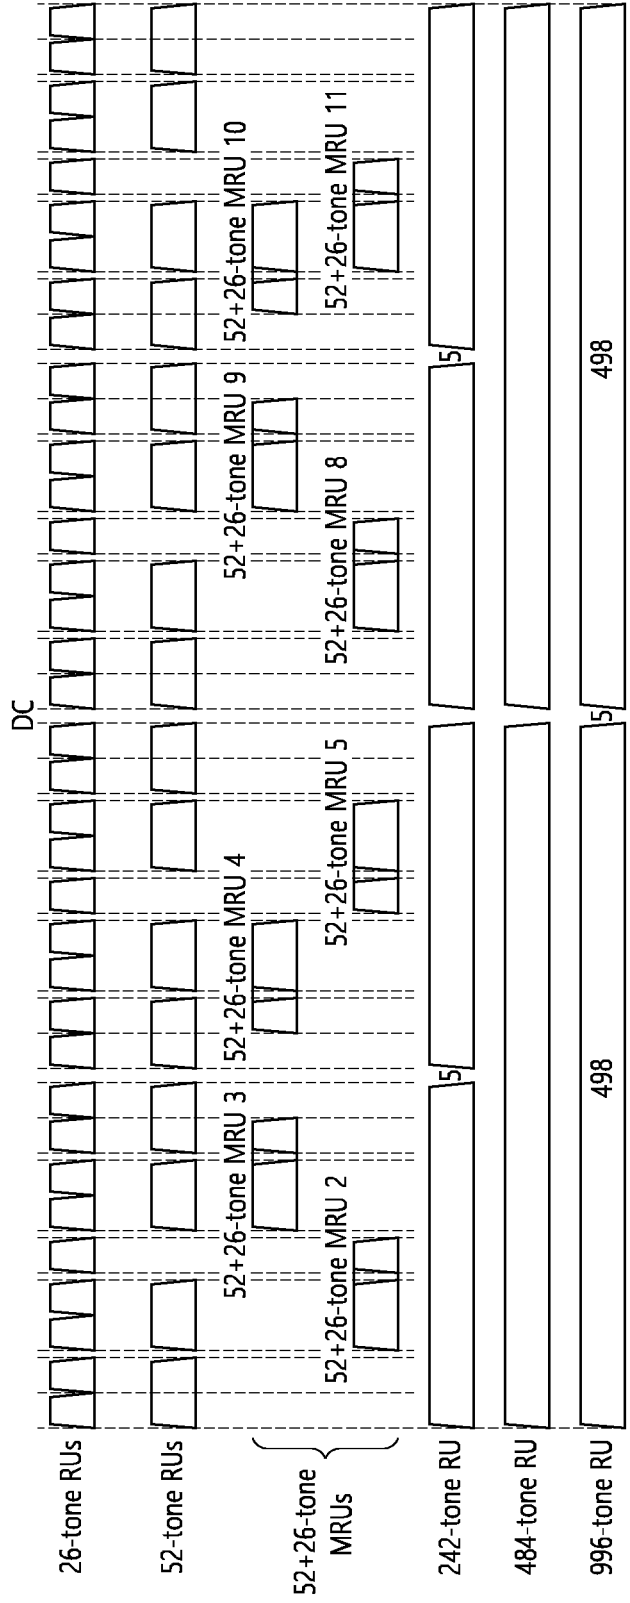 DC
26-tone RUs
52-tone RUs
52+26-tone MRU 3
52+26-tone MRU 4
52+26-tone MRU 9
52+26-tone MRU 10
52+26-tone
MRUs
52+26-tone MRU 2
52+26-tone MRU 5
52+26-tone MRU 8
52+26-tone MRU 11
242-tone RU
5
5
484-tone RU
996-tone RU
498
5
498